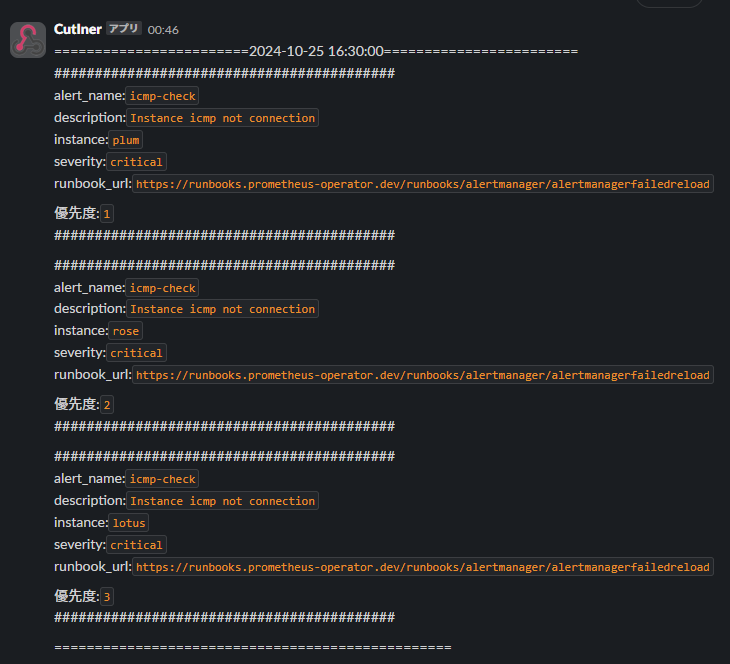 Cutlner アプリ 00:46
========================2024-10-25 16:30:00========================
##########################################
alert_name: icmp-check
description: Instance icmp not connection
instance: plum
severity: critical
runbook_url: https://runbooks.prometheus-operator.dev/runbooks/alertmanager/alertmanagerfailedreload
優先度: 1
##########################################
##########################################
alert_name: icmp-check
description: Instance icmp not connection
instance: rose
severity: critical
runbook_url: https://runbooks.prometheus-operator.dev/runbooks/alertmanager/alertmanagerfailedreload
優先度: 2
##########################################
##########################################
alert_name: icmp-check
description: Instance icmp not connection
instance: lotus
severity: critical
runbook_url: https://runbooks.prometheus-operator.dev/runbooks/alertmanager/alertmanagerfailedreload
優先度: 3
##########################################
=================================================